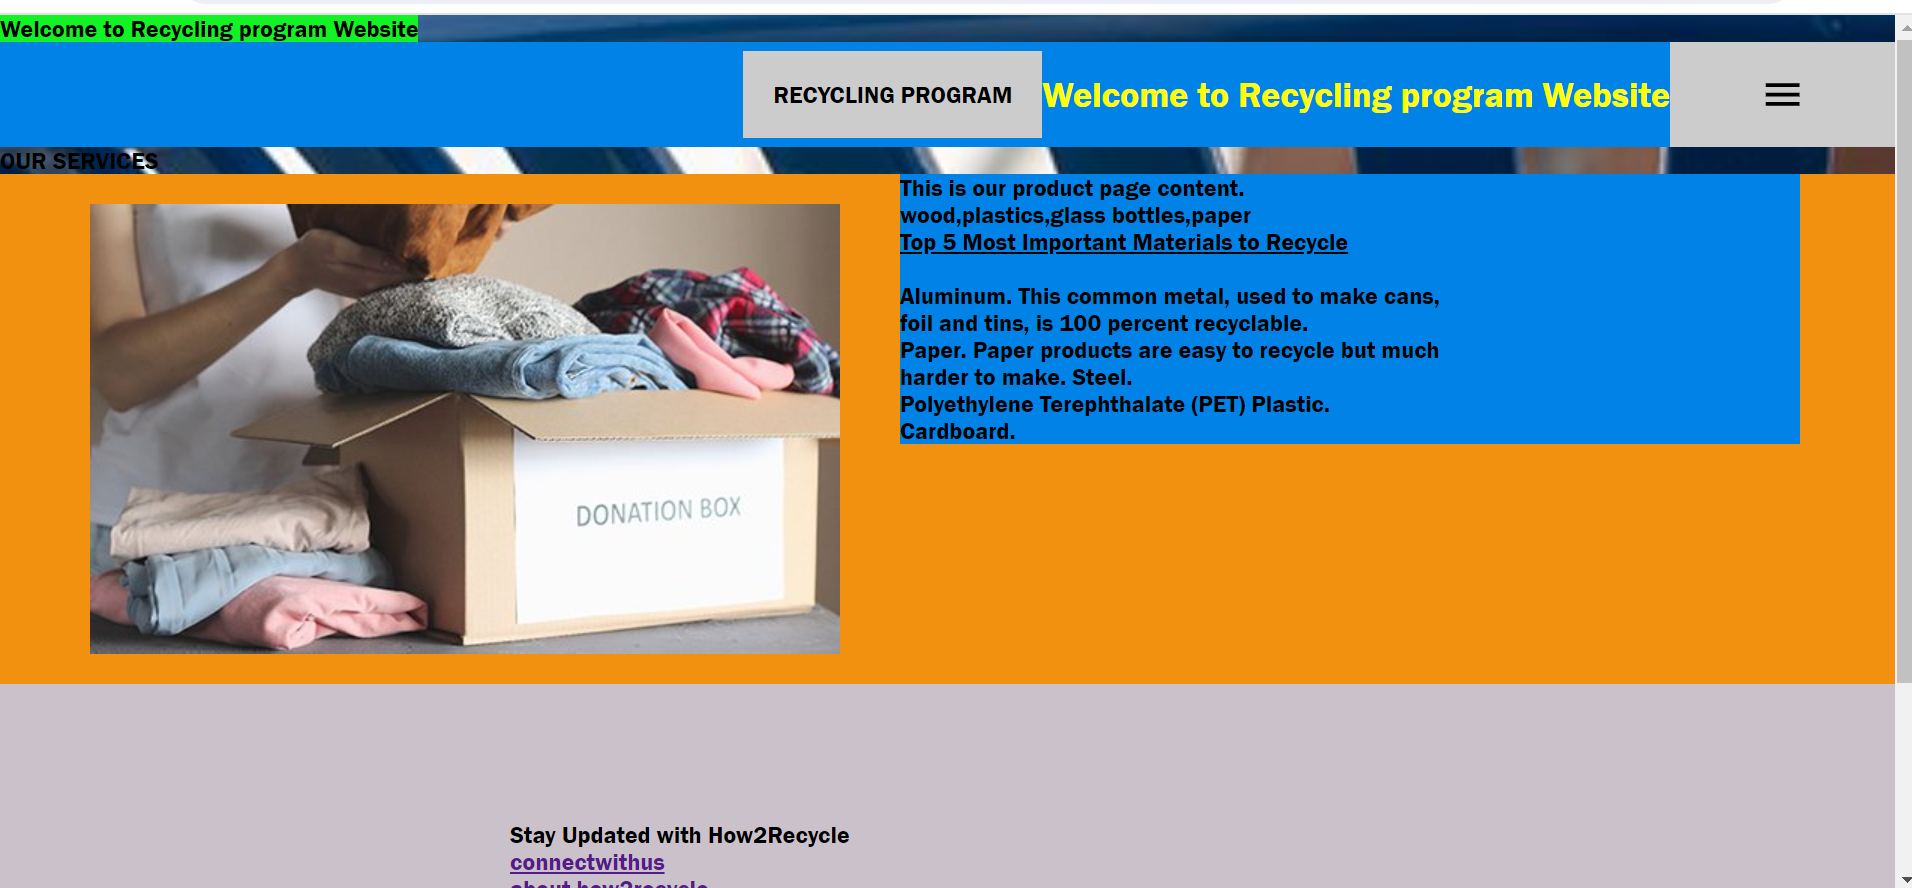 Welcome to Recycling program Website
RECYCLING PROGRAM
Welcome to Recycling program Website
OUR SERVICES
This is our product page content.
wood,plastics,glass bottles,paper
Top 5 Most Important Materials to Recycle
Aluminum. This common metal, used to make cans,
foil and tins, is 100 percent recyclable.
Paper. Paper products are easy to recycle but much
harder to make. Steel.
Polyethylene Terephthalate (PET) Plastic.
Cardboard.
DONATION BOX
Stay Updated with How2Recycle
connectwithus
about how2recycle